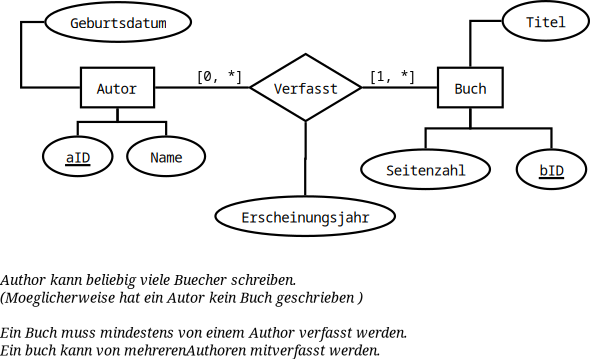 Geburtsdatum
Titel
[0, *]
[1, *]
Autor
Verfasst
Buch
aID
Name
Seitenzahl
bID
Erscheinungsjahr
Author kann beliebig viele Buecher schreiben.
(Moeglicherweise hat ein Autor kein Buch geschrieben )
Ein Buch muss mindestens von einem Author verfasst werden.
Ein buch kann von mehrerenAuthoren mitverfasst werden.